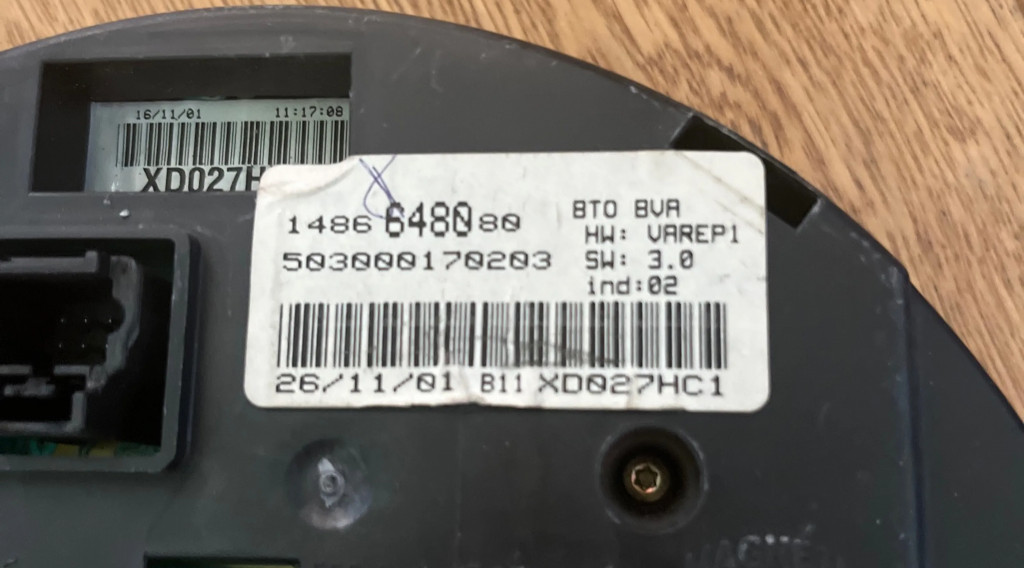 16/11/01 11:17:08
XD027H
1486 6480 80
503000170203
BTO BVA
HW: VAREP1
SW: 3.0
ind:02
26/11/01 B11 XD027HC1